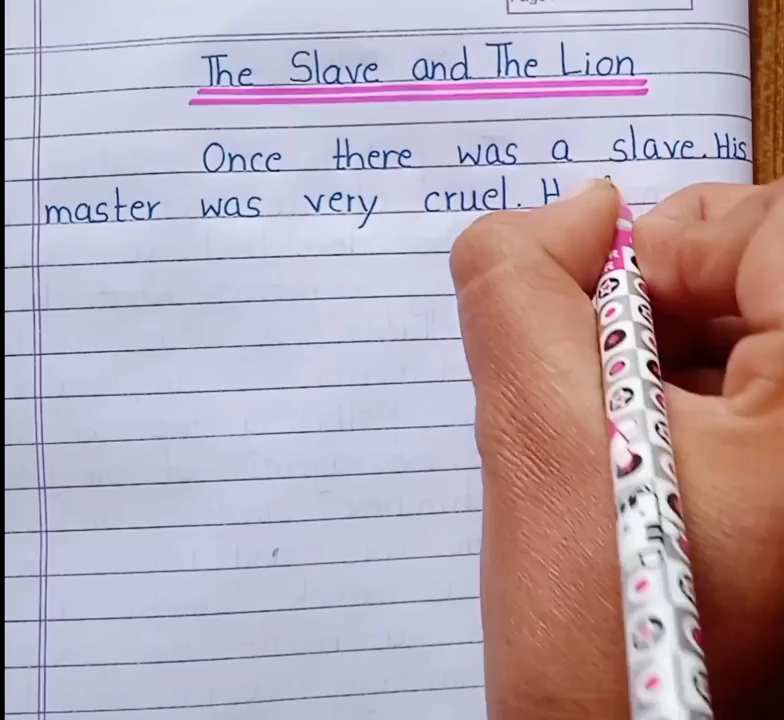 The Slave and The Lion
Once there was a slave. His
master was very cruel. H